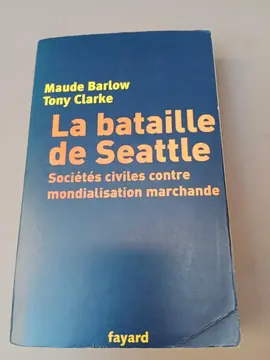 Maude Barlow
Tony Clarke
La bataille
de Seattle
Sociétés civiles contre
mondialisation marchande
fayard